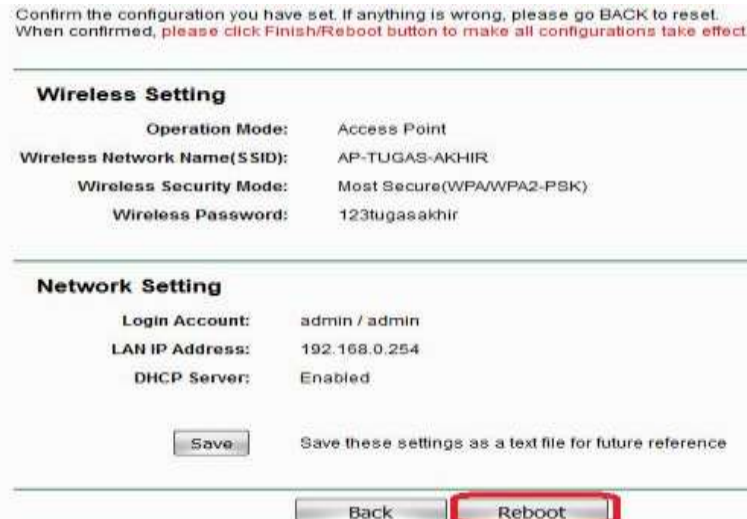 Confirm the configuration you have set. If anything is wrong, please go BACK to reset.
When confirmed, please click Finish/Reboot button to make all configurations take effect
Wireless Setting
Operation Mode: Access Point
Wireless Network Name(SSID): AP-TUGAS-AKHIR
Wireless Security Mode: Most Secure(WPA/WPA2-PSK)
Wireless Password: 123tugasakhir
Network Setting
Login Account: admin / admin
LAN IP Address: 192.168.0.254
DHCP Server: Enabled
Save Save these settings as a text file for future reference
Back Reboot